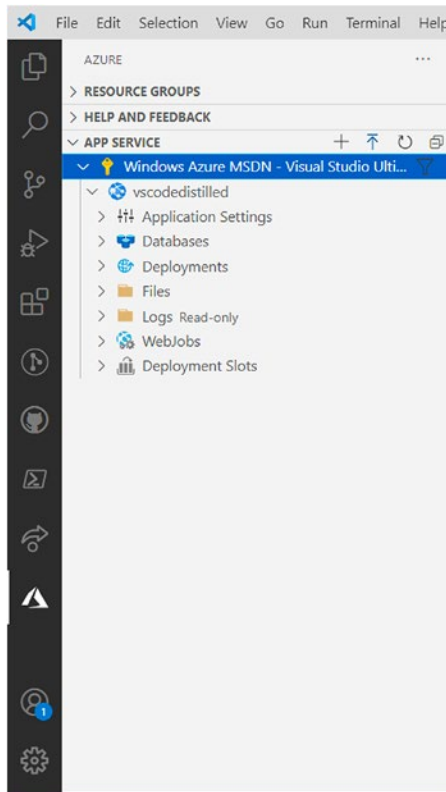 File Edit Selection View Go Run Terminal Help
AZURE
RESOURCE GROUPS
HELP AND FEEDBACK
APP SERVICE
Windows Azure MSDN - Visual Studio Ulti...
vscodedistilled
Application Settings
Databases
Deployments
Files
Logs Read-only
WebJobs
Deployment Slots
1